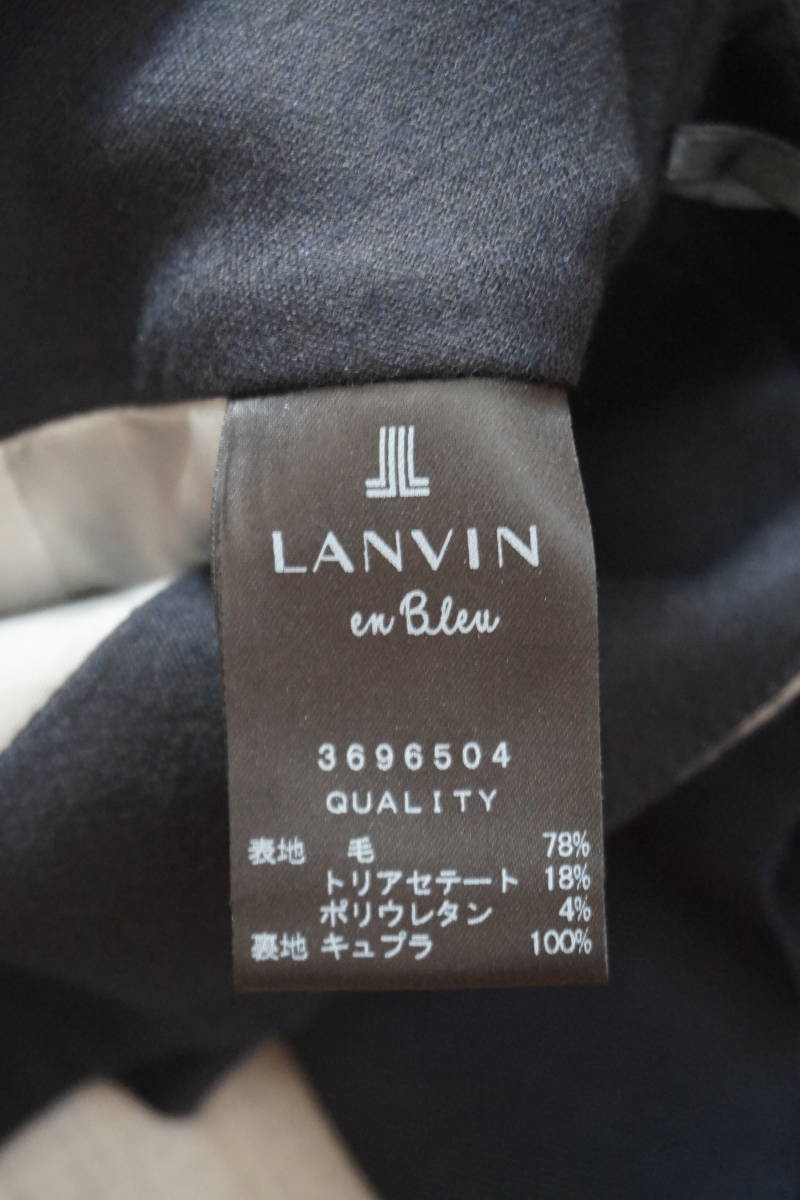 LANVIN
en Bleu
3696504
QUALITY
表地 毛 78%
トリアセテート 18%
ポリウレタン 4%
裏地 キュプラ 100%